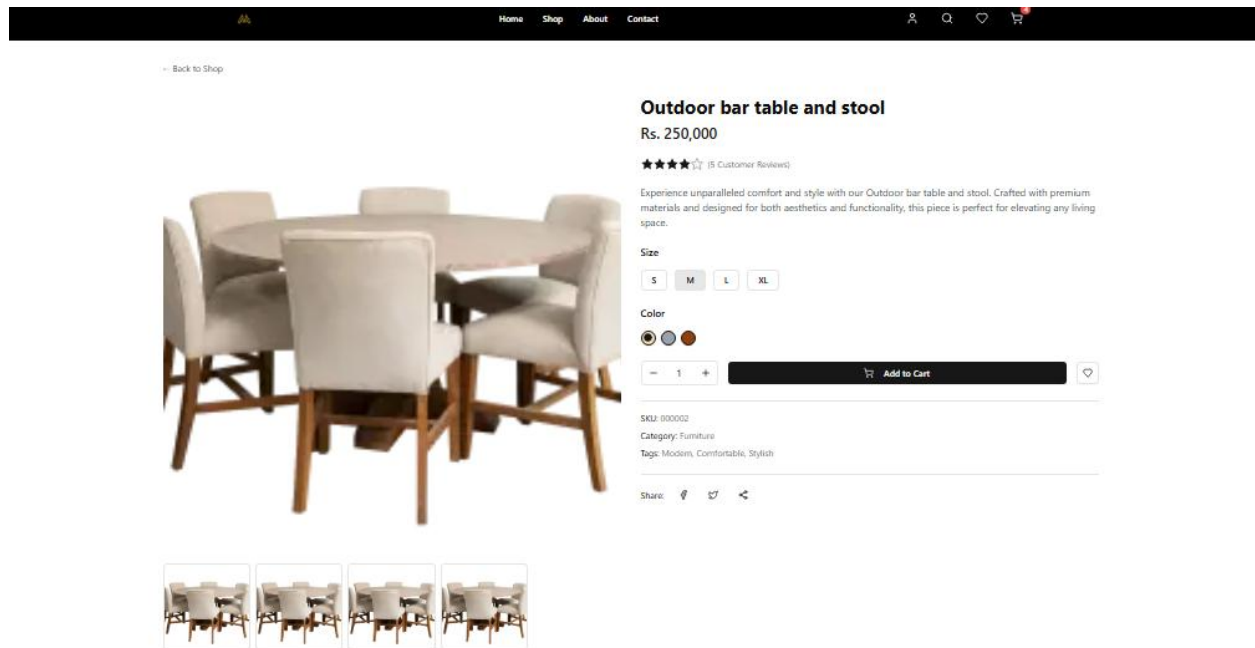 Home Shop About Contact
← Back to Shop
Outdoor bar table and stool
Rs. 250,000
(5 Customer Reviews)
Experience unparalleled comfort and style with our Outdoor bar table and stool. Crafted with premium
materials and designed for both aesthetics and functionality, this piece is perfect for elevating any living
space.
Size
S M L XL
Color
− 1 + Add to Cart
SKU: 000002
Category: Furniture
Tags: Modern, Comfortable, Stylish
Share: